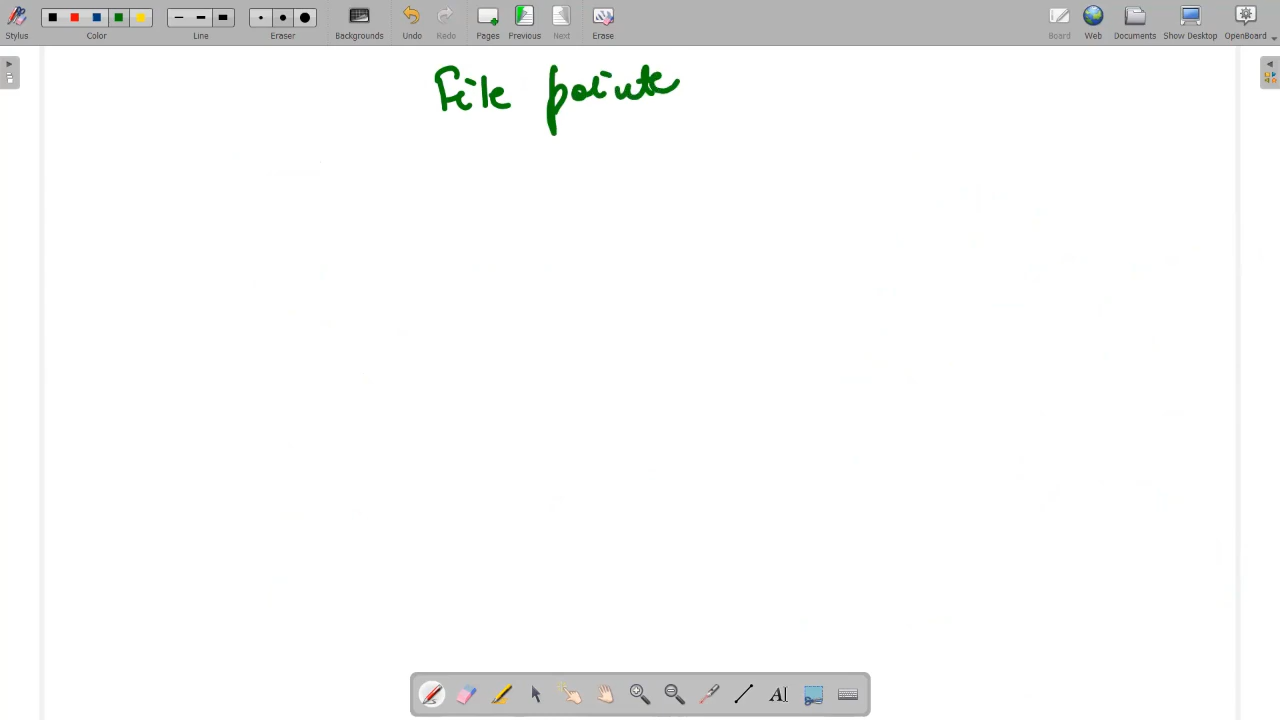 Stylus Color Line Eraser Backgrounds Undo Redo Pages Previous Next Erase Board Web Documents Show Desktop OpenBoard
File pointe
AI